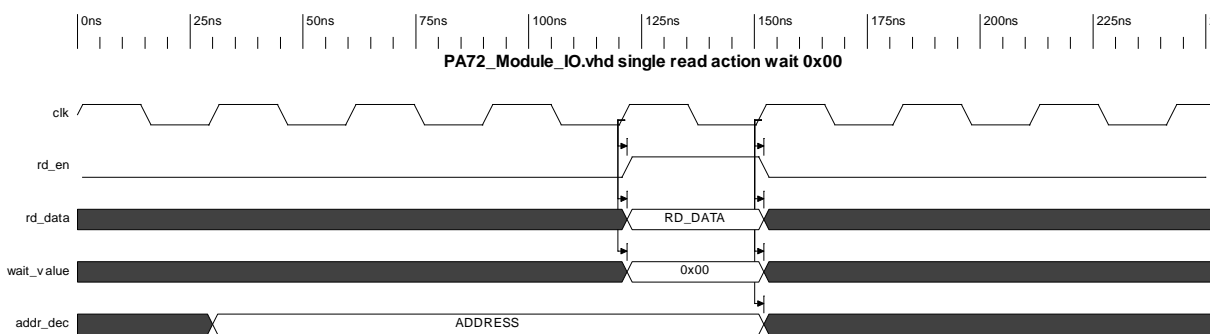 0ns 25ns 50ns 75ns 100ns 125ns 150ns 175ns 200ns 225ns
PA72_Module_IO.vhd single read action wait 0x00
clk
rd_en
rd_data RD_DATA
wait_value 0x00
addr_dec ADDRESS